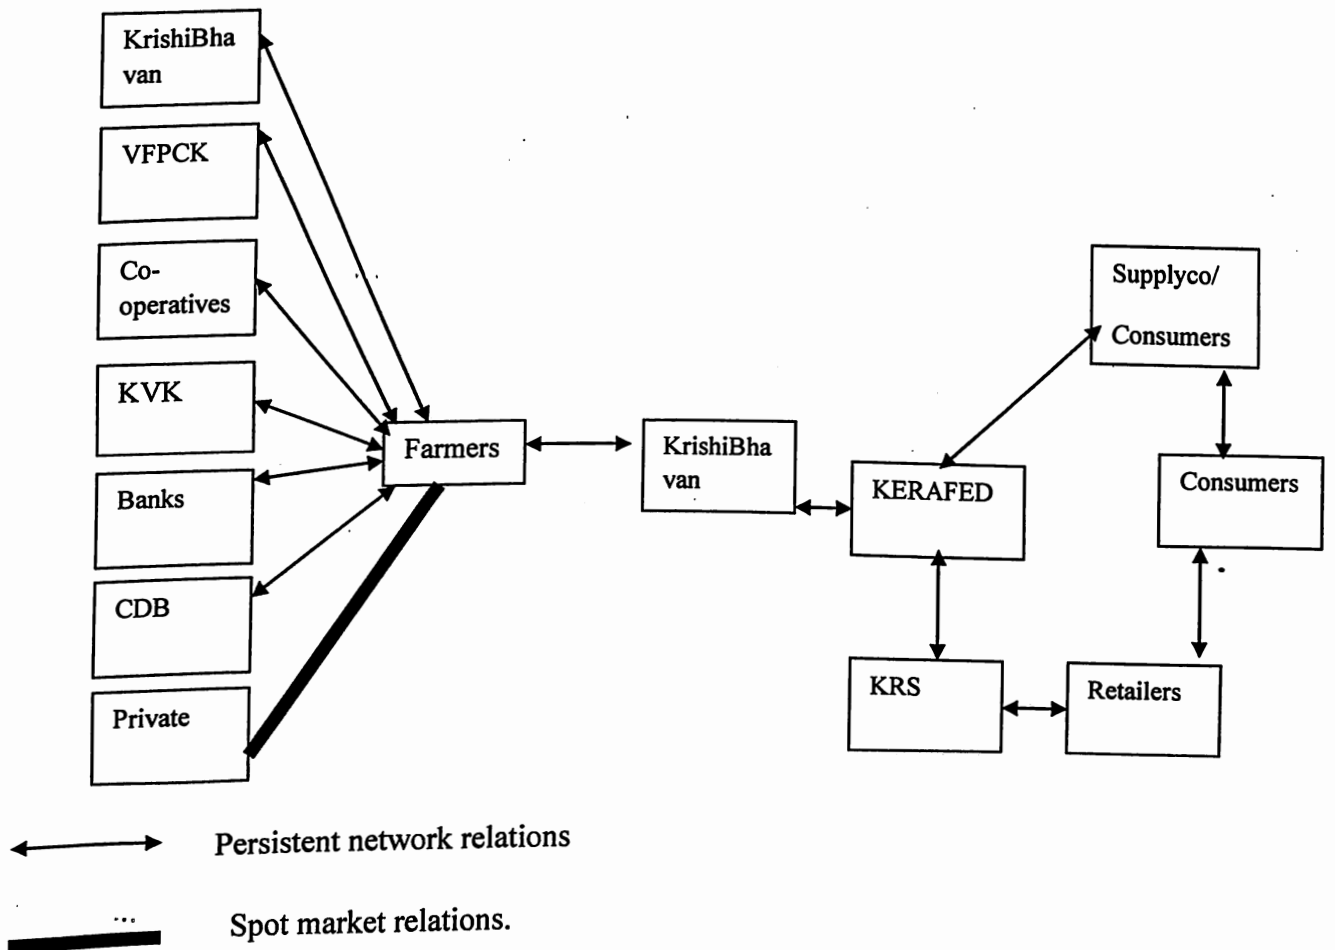 KrishiBha
van
VFPCK
Co-
operatives
KVK
Banks
CDB
Private
Farmers
KrishiBha
van
KERAFED
Supplyco/
Consumers
Consumers
KRS
Retailers
Persistent network relations
Spot market relations.